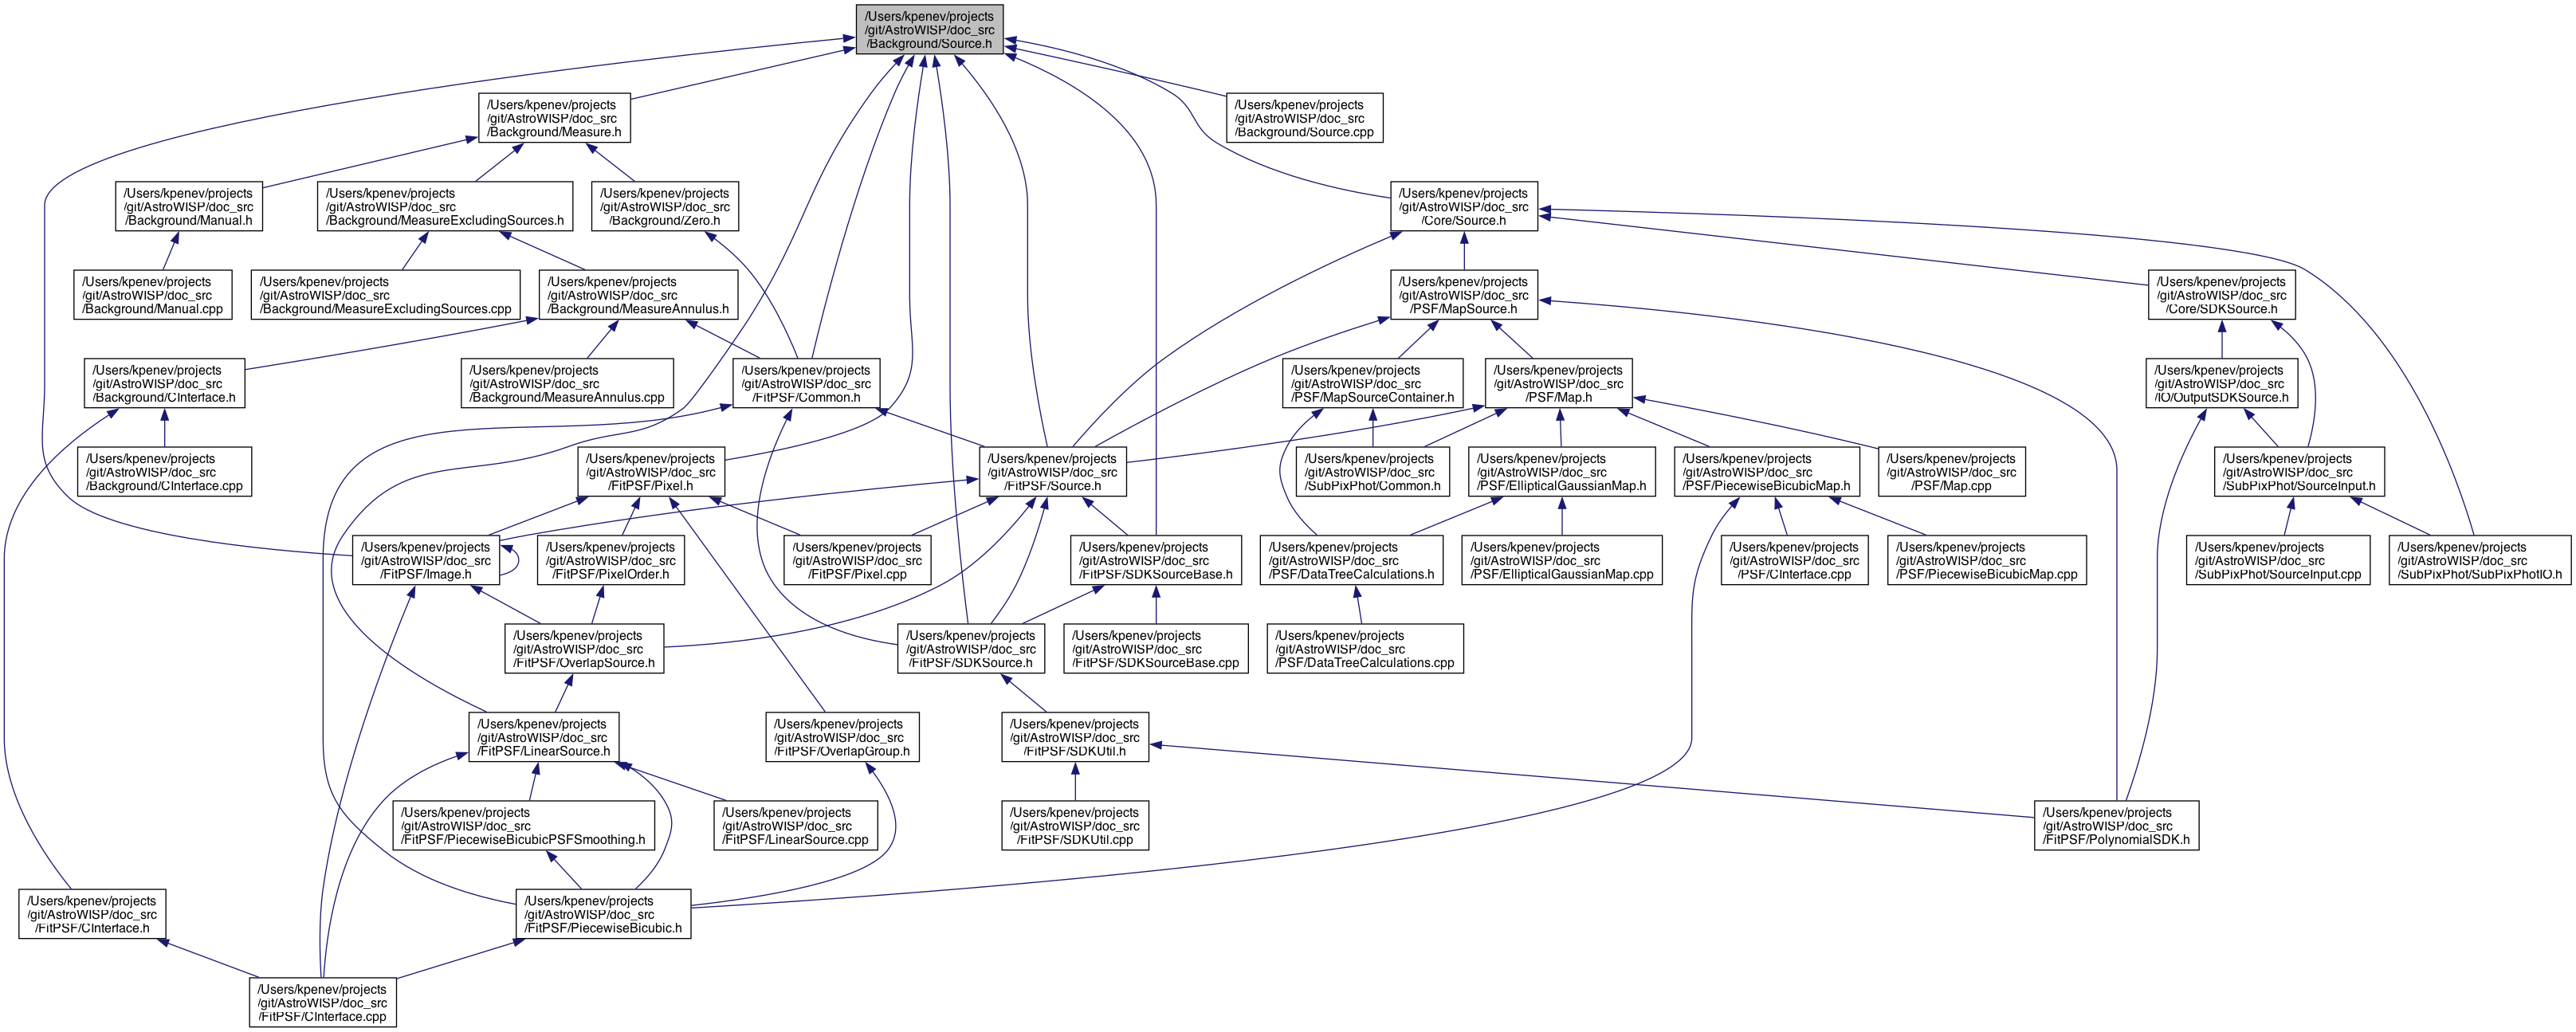 /Users/kpenev/projects
/git/AstroWISP/doc_src
/Background/Source.h
/Users/kpenev/projects
/git/AstroWISP/doc_src
/Background/Measure.h
/Users/kpenev/projects
/git/AstroWISP/doc_src
/Background/Source.cpp
/Users/kpenev/projects
/git/AstroWISP/doc_src
/Background/Manual.h
/Users/kpenev/projects
/git/AstroWISP/doc_src
/Background/MeasureExcludingSources.h
/Users/kpenev/projects
/git/AstroWISP/doc_src
/Background/Zero.h
/Users/kpenev/projects
/git/AstroWISP/doc_src
/Core/Source.h
/Users/kpenev/projects
/git/AstroWISP/doc_src
/Background/Manual.cpp
/Users/kpenev/projects
/git/AstroWISP/doc_src
/Background/MeasureExcludingSources.cpp
/Users/kpenev/projects
/git/AstroWISP/doc_src
/Background/MeasureAnnulus.h
/Users/kpenev/projects
/git/AstroWISP/doc_src
/PSF/MapSource.h
/Users/kpenev/projects
/git/AstroWISP/doc_src
/Core/SDKSource.h
/Users/kpenev/projects
/git/AstroWISP/doc_src
/Background/CInterface.h
/Users/kpenev/projects
/git/AstroWISP/doc_src
/Background/MeasureAnnulus.cpp
/Users/kpenev/projects
/git/AstroWISP/doc_src
/FitPSF/Common.h
/Users/kpenev/projects
/git/AstroWISP/doc_src
/PSF/MapSourceContainer.h
/Users/kpenev/projects
/git/AstroWISP/doc_src
/PSF/Map.h
/Users/kpenev/projects
/git/AstroWISP/doc_src
/IO/OutputSDKSource.h
/Users/kpenev/projects
/git/AstroWISP/doc_src
/Background/CInterface.cpp
/Users/kpenev/projects
/git/AstroWISP/doc_src
/FitPSF/Pixel.h
/Users/kpenev/projects
/git/AstroWISP/doc_src
/FitPSF/Source.h
/Users/kpenev/projects
/git/AstroWISP/doc_src
/SubPixPhot/Common.h
/Users/kpenev/projects
/git/AstroWISP/doc_src
/PSF/EllipticalGaussianMap.h
/Users/kpenev/projects
/git/AstroWISP/doc_src
/PSF/PiecewiseBicubicMap.h
/Users/kpenev/projects
/git/AstroWISP/doc_src
/PSF/Map.cpp
/Users/kpenev/projects
/git/AstroWISP/doc_src
/SubPixPhot/SourceInput.h
/Users/kpenev/projects
/git/AstroWISP/doc_src
/FitPSF/Image.h
/Users/kpenev/projects
/git/AstroWISP/doc_src
/FitPSF/PixelOrder.h
/Users/kpenev/projects
/git/AstroWISP/doc_src
/FitPSF/Pixel.cpp
/Users/kpenev/projects
/git/AstroWISP/doc_src
/FitPSF/SDKSourceBase.h
/Users/kpenev/projects
/git/AstroWISP/doc_src
/PSF/DataTreeCalculations.h
/Users/kpenev/projects
/git/AstroWISP/doc_src
/PSF/EllipticalGaussianMap.cpp
/Users/kpenev/projects
/git/AstroWISP/doc_src
/PSF/CInterface.cpp
/Users/kpenev/projects
/git/AstroWISP/doc_src
/PSF/PiecewiseBicubicMap.cpp
/Users/kpenev/projects
/git/AstroWISP/doc_src
/SubPixPhot/SourceInput.cpp
/Users/kpenev/projects
/git/AstroWISP/doc_src
/SubPixPhot/SubPixPhotIO.h
/Users/kpenev/projects
/git/AstroWISP/doc_src
/FitPSF/OverlapSource.h
/Users/kpenev/projects
/git/AstroWISP/doc_src
/FitPSF/SDKSource.h
/Users/kpenev/projects
/git/AstroWISP/doc_src
/FitPSF/SDKSourceBase.cpp
/Users/kpenev/projects
/git/AstroWISP/doc_src
/PSF/DataTreeCalculations.cpp
/Users/kpenev/projects
/git/AstroWISP/doc_src
/FitPSF/LinearSource.h
/Users/kpenev/projects
/git/AstroWISP/doc_src
/FitPSF/OverlapGroup.h
/Users/kpenev/projects
/git/AstroWISP/doc_src
/FitPSF/SDKUtil.h
/Users/kpenev/projects
/git/AstroWISP/doc_src
/FitPSF/PiecewiseBicubicPSFSmoothing.h
/Users/kpenev/projects
/git/AstroWISP/doc_src
/FitPSF/LinearSource.cpp
/Users/kpenev/projects
/git/AstroWISP/doc_src
/FitPSF/SDKUtil.cpp
/Users/kpenev/projects
/git/AstroWISP/doc_src
/FitPSF/PolynomialSDK.h
/Users/kpenev/projects
/git/AstroWISP/doc_src
/FitPSF/CInterface.h
/Users/kpenev/projects
/git/AstroWISP/doc_src
/FitPSF/PiecewiseBicubic.h
/Users/kpenev/projects
/git/AstroWISP/doc_src
/FitPSF/CInterface.cpp